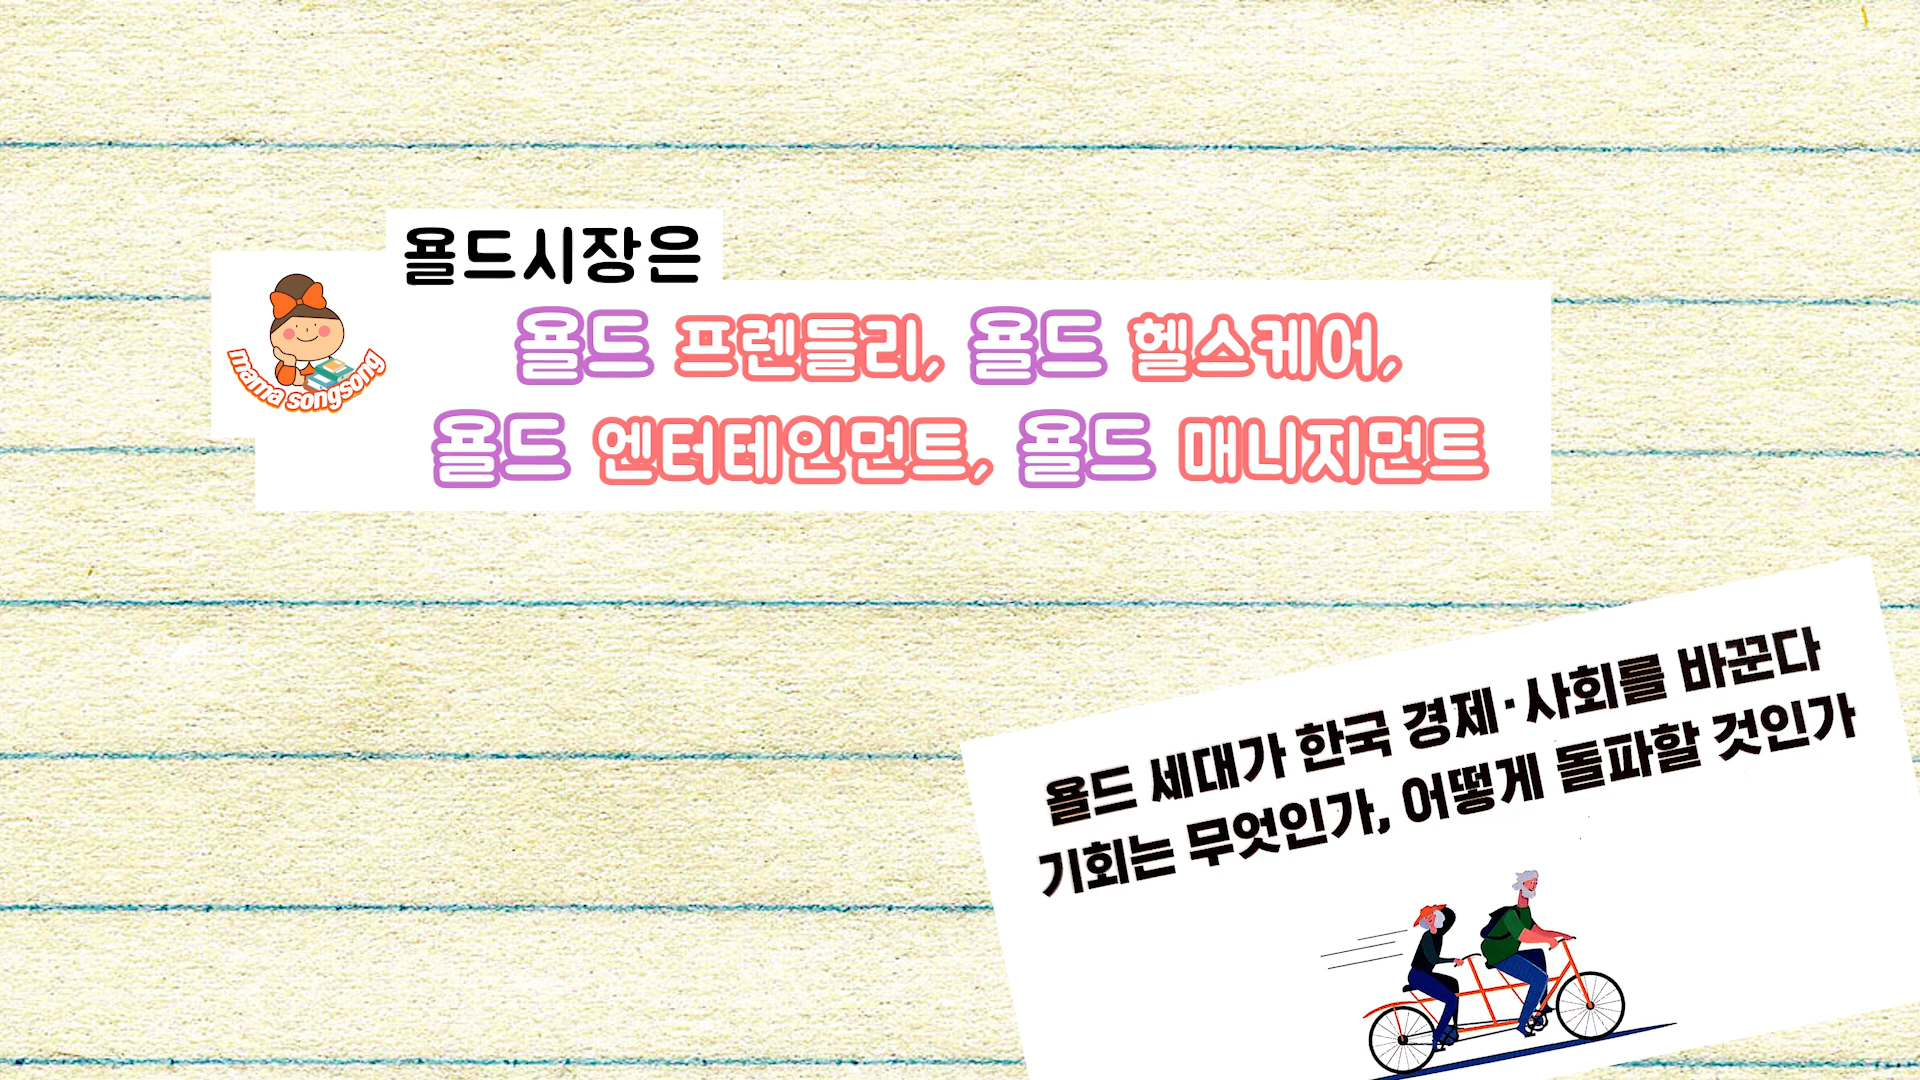 욜드시장은
mama songsong
욜드 프렌들리, 욜드 헬스케어,
욜드 엔터테인먼트, 욜드 매니지먼트
욜드 세대가 한국 경제·사회를 바꾼다
기회는 무엇인가, 어떻게 돌파할 것인가